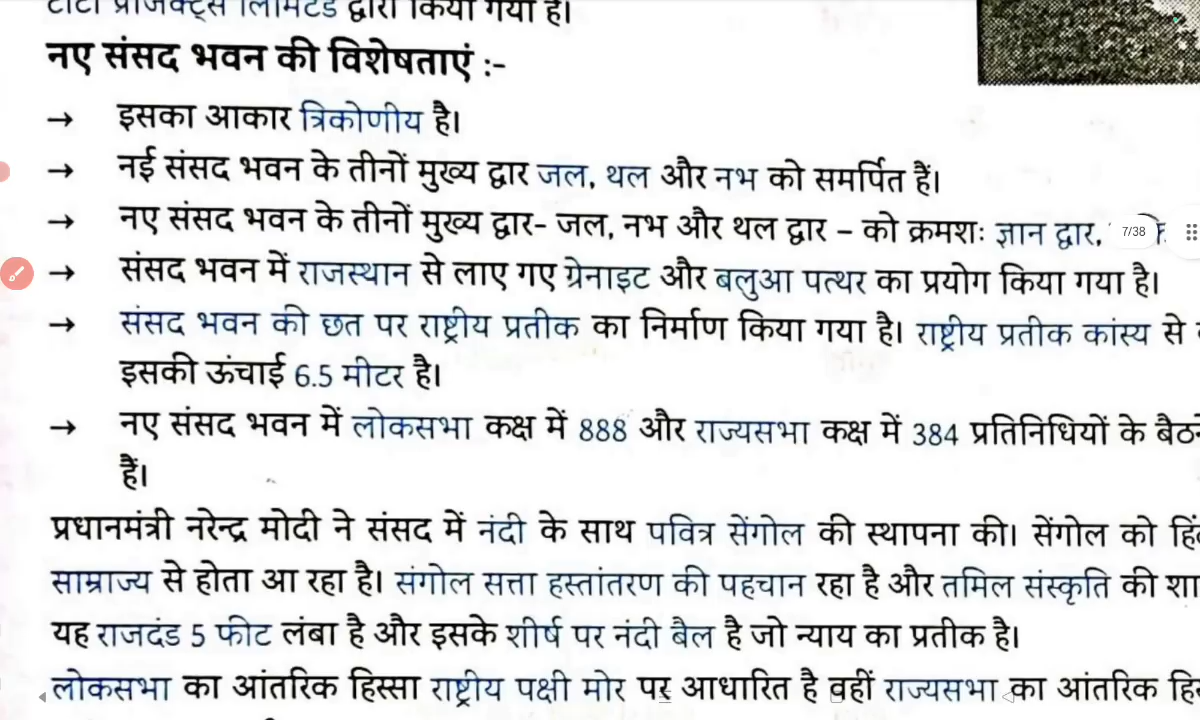 टाटा प्रोजेक्ट्स लिमिटेड द्वारा किया गया है।
नए संसद भवन की विशेषताएं :-
→ इसका आकार त्रिकोणीय है।
→ नई संसद भवन के तीनों मुख्य द्वार जल, थल और नभ को समर्पित हैं।
→ नए संसद भवन के तीनों मुख्य द्वार- जल, नभ और थल द्वार – को क्रमशः ज्ञान द्वार,
7/38
→ संसद भवन में राजस्थान से लाए गए ग्रेनाइट और बलुआ पत्थर का प्रयोग किया गया है।
→ संसद भवन की छत पर राष्ट्रीय प्रतीक का निर्माण किया गया है। राष्ट्रीय प्रतीक कांस्य से
इसकी ऊंचाई 6.5 मीटर है।
→ नए संसद भवन में लोकसभा कक्ष में 888 और राज्यसभा कक्ष में 384 प्रतिनिधियों के
हैं।
प्रधानमंत्री नरेन्द्र मोदी ने संसद में नंदी के साथ पवित्र सेंगोल की स्थापना की। सेंगोल को
साम्राज्य से होता आ रहा है। संगोल सत्ता हस्तांतरण की पहचान रहा है और तमिल संस्कृति की
यह राजदंड 5 फीट लंबा है और इसके शीर्ष पर नंदी बैल है जो न्याय का प्रतीक है।
लोकसभा का आंतरिक हिस्सा राष्ट्रीय पक्षी मोर पर आधारित है वहीं राज्यसभा का आंतरिक